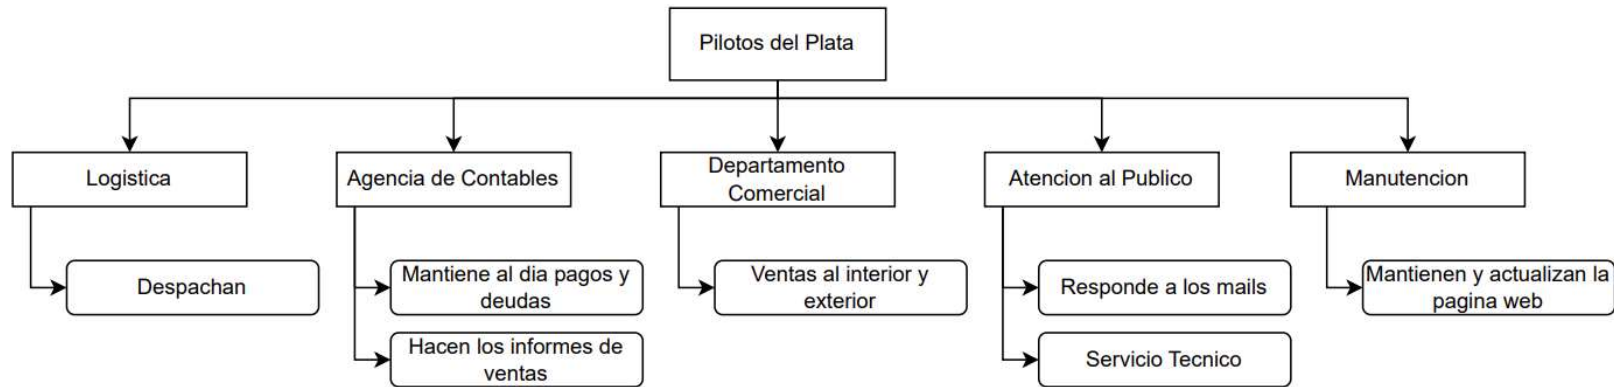 Pilotos del Plata
Logistica
Agencia de Contables
Departamento
Comercial
Atencion al Publico
Manutencion
Despachan
Mantiene al dia pagos y
deudas
Ventas al interior y
exterior
Responde a los mails
Mantienen y actualizan la
pagina web
Hacen los informes de
ventas
Servicio Tecnico